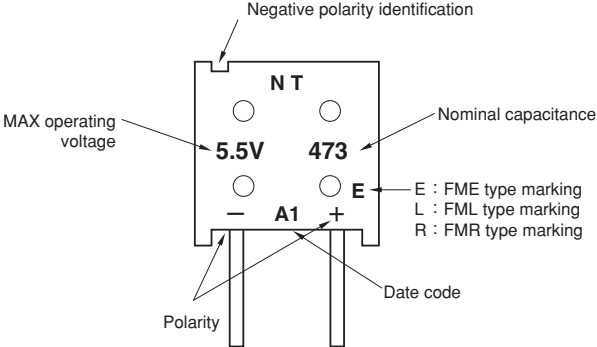 Negative polarity identification
N T
MAX operating
voltage
5.5V
473
Nominal capacitance
E
E : FME type marking
L : FML type marking
R : FMR type marking
− A1 +
Date code
Polarity